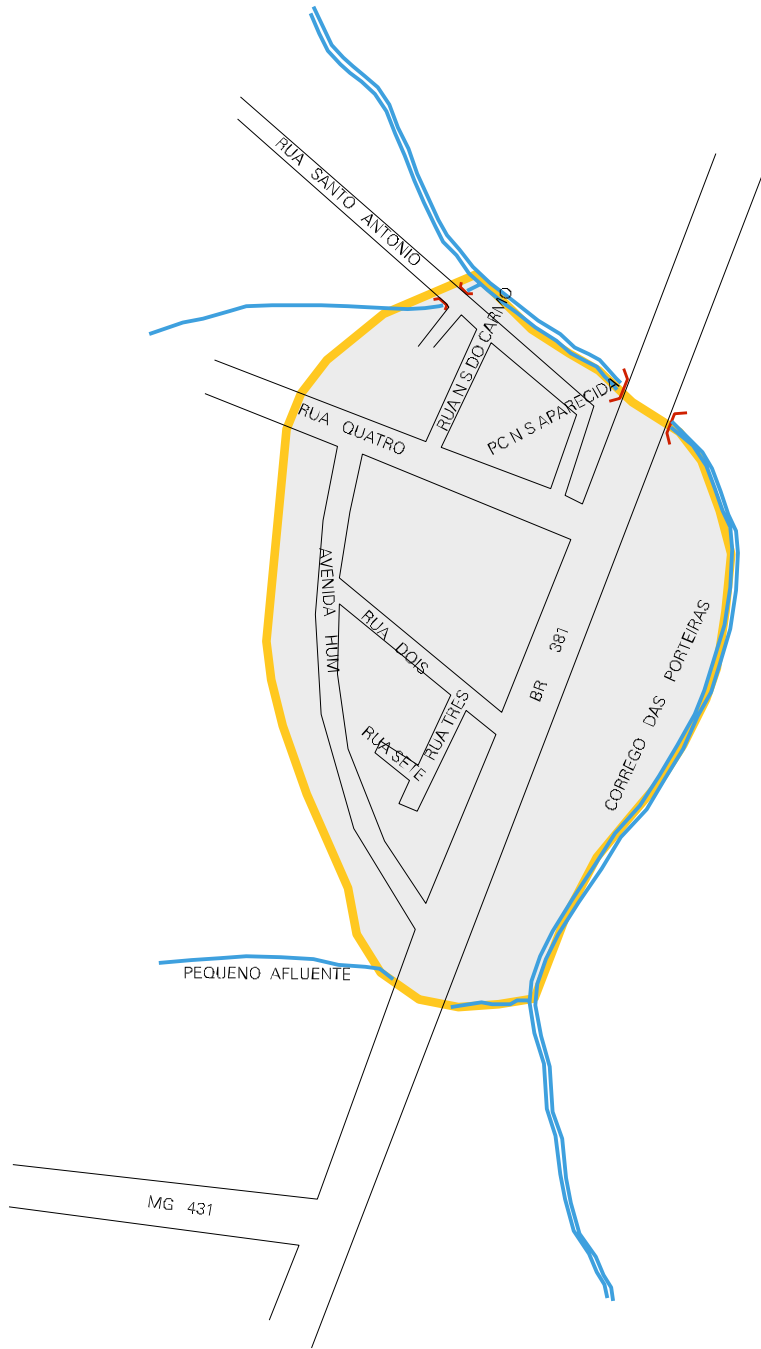 RUA SANTO ANTONIO
RUA N S DO CARMO
PC N S APARECIDA
RUA QUATRO
AVENIDA HUM
RUA DOIS
BR 381
RUA TRES
RUA SETE
CORREGO DAS PORTEIRAS
PEQUENO AFLUENTE
MG 431